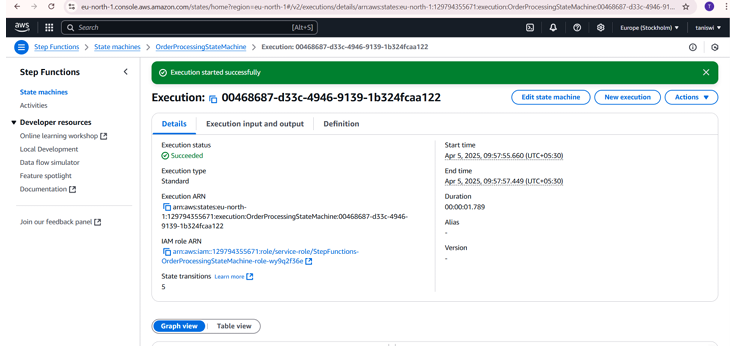 eu-north-1.console.aws.amazon.com/states/home?region=eu-north-1#/v2/executions/details/arn:aws:states:eu-north-1:129794355671:execution:OrderProcessingStateMachine:00468687-d33c-4946-91...
T
aws
Search
[Alt+S]
Europe (Stockholm)
taniswi
Step Functions > State machines > OrderProcessingStateMachine > Execution: 00468687-d33c-4946-9139-1b324fcaa122
Step Functions
State machines
Activities
Developer resources
Online learning workshop
Local Development
Data flow simulator
Feature spotlight
Documentation
Join our feedback panel
Execution started successfully
Execution: 00468687-d33c-4946-9139-1b324fcaa122
Edit state machine
New execution
Actions
Details
Execution input and output
Definition
Execution status
Succeeded
Execution type
Standard
Execution ARN
arn:aws:states:eu-north-
1:129794355671:execution:OrderProcessingStateMachine:00468687-d33c-4946-
9139-1b324fcaa122
IAM role ARN
arn:aws:iam::129794355671:role/service-role/StepFunctions-
OrderProcessingStateMachine-role-wy9q2f36e
State transitions Learn more
5
Start time
Apr 5, 2025, 09:57:55.660 (UTC+05:30)
End time
Apr 5, 2025, 09:57:57.449 (UTC+05:30)
Duration
00:00:01.789
Alias
-
Version
-
Graph view
Table view